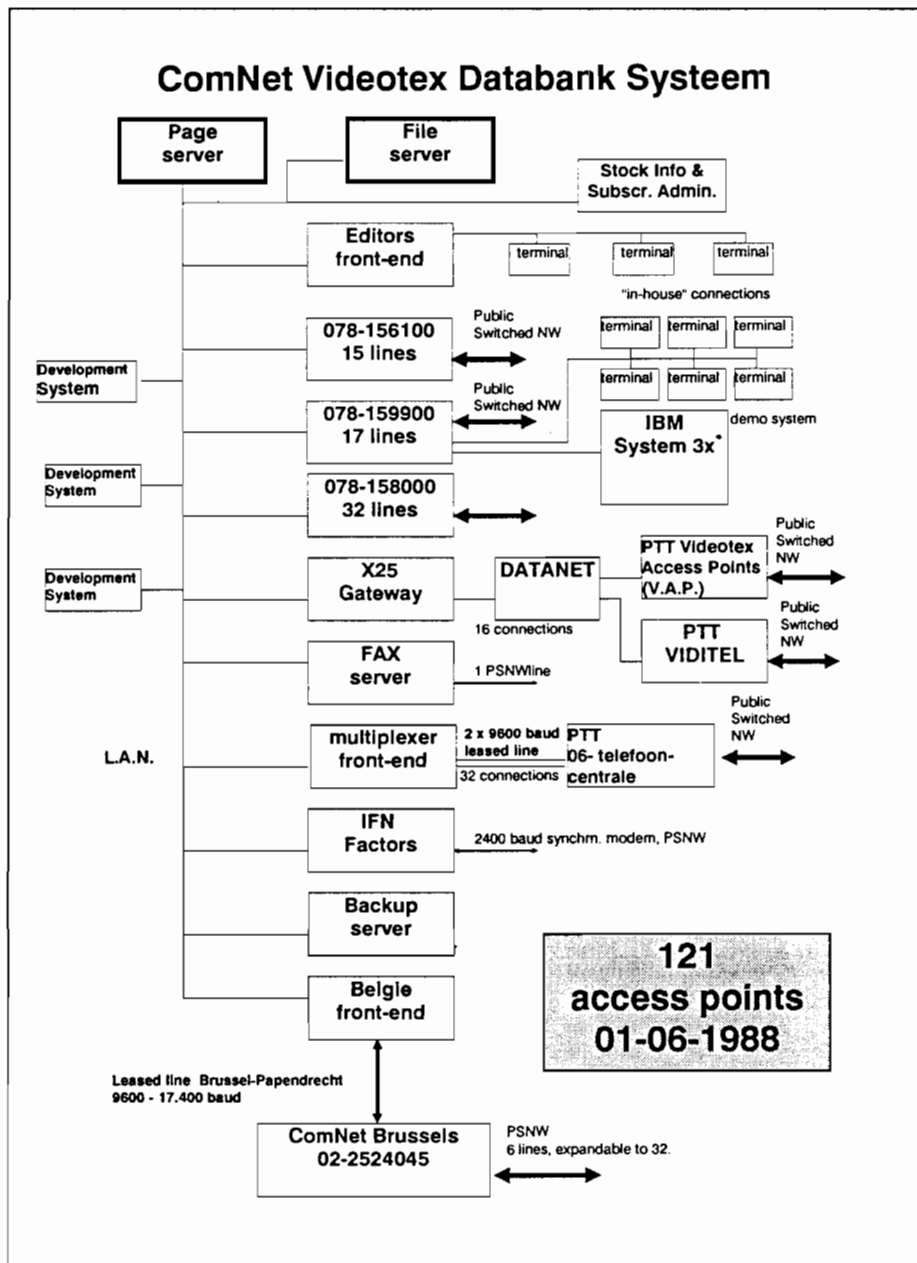 ComNet Videotex Databank Systeem
Page
server
File
server
Stock Info &
Subscr. Admin.
Editors
front-end
terminal
terminal
terminal
"in-house" connections
078-156100
15 lines
Public
Switched NW
terminal
terminal
terminal
terminal
terminal
terminal
Development
System
078-159900
17 lines
Public
Switched NW
IBM
System 3x*
demo system
Development
System
078-158000
32 lines
X25
Gateway
DATANET
16 connections
PTT Videotex
Access Points
(V.A.P.)
Public
Switched
NW
Development
System
PTT
VIDITEL
Public
Switched
NW
FAX
server
1 PSNWline
L.A.N.
multiplexer
front-end
2 x 9600 baud
leased line
32 connections
PTT
06- telefoon-
centrale
Public
Switched
NW
IFN
Factors
2400 baud synchrn. modem, PSNW
Backup
server
Belgie
front-end
121
access points
01-06-1988
Leased line Brussel-Papendrecht
9600 - 17.400 baud
ComNet Brussels
02-2524045
PSNW
6 lines, expandable to 32.